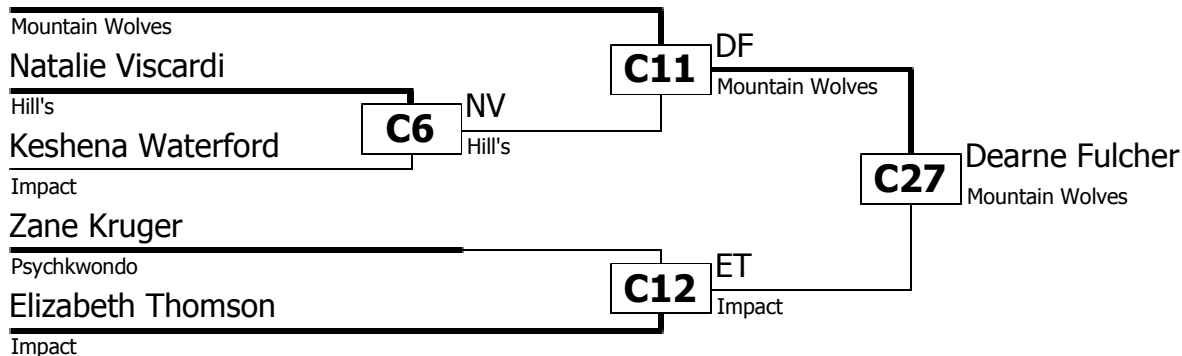 Mountain Wolves
Natalie Viscardi
Hill's
Keshena Waterford
Impact
Zane Kruger
Psychkwondo
Elizabeth Thomson
Impact
C6
NV
Hill's
C11
DF
Mountain Wolves
C12
ET
Impact
C27
Dearne Fulcher
Mountain Wolves